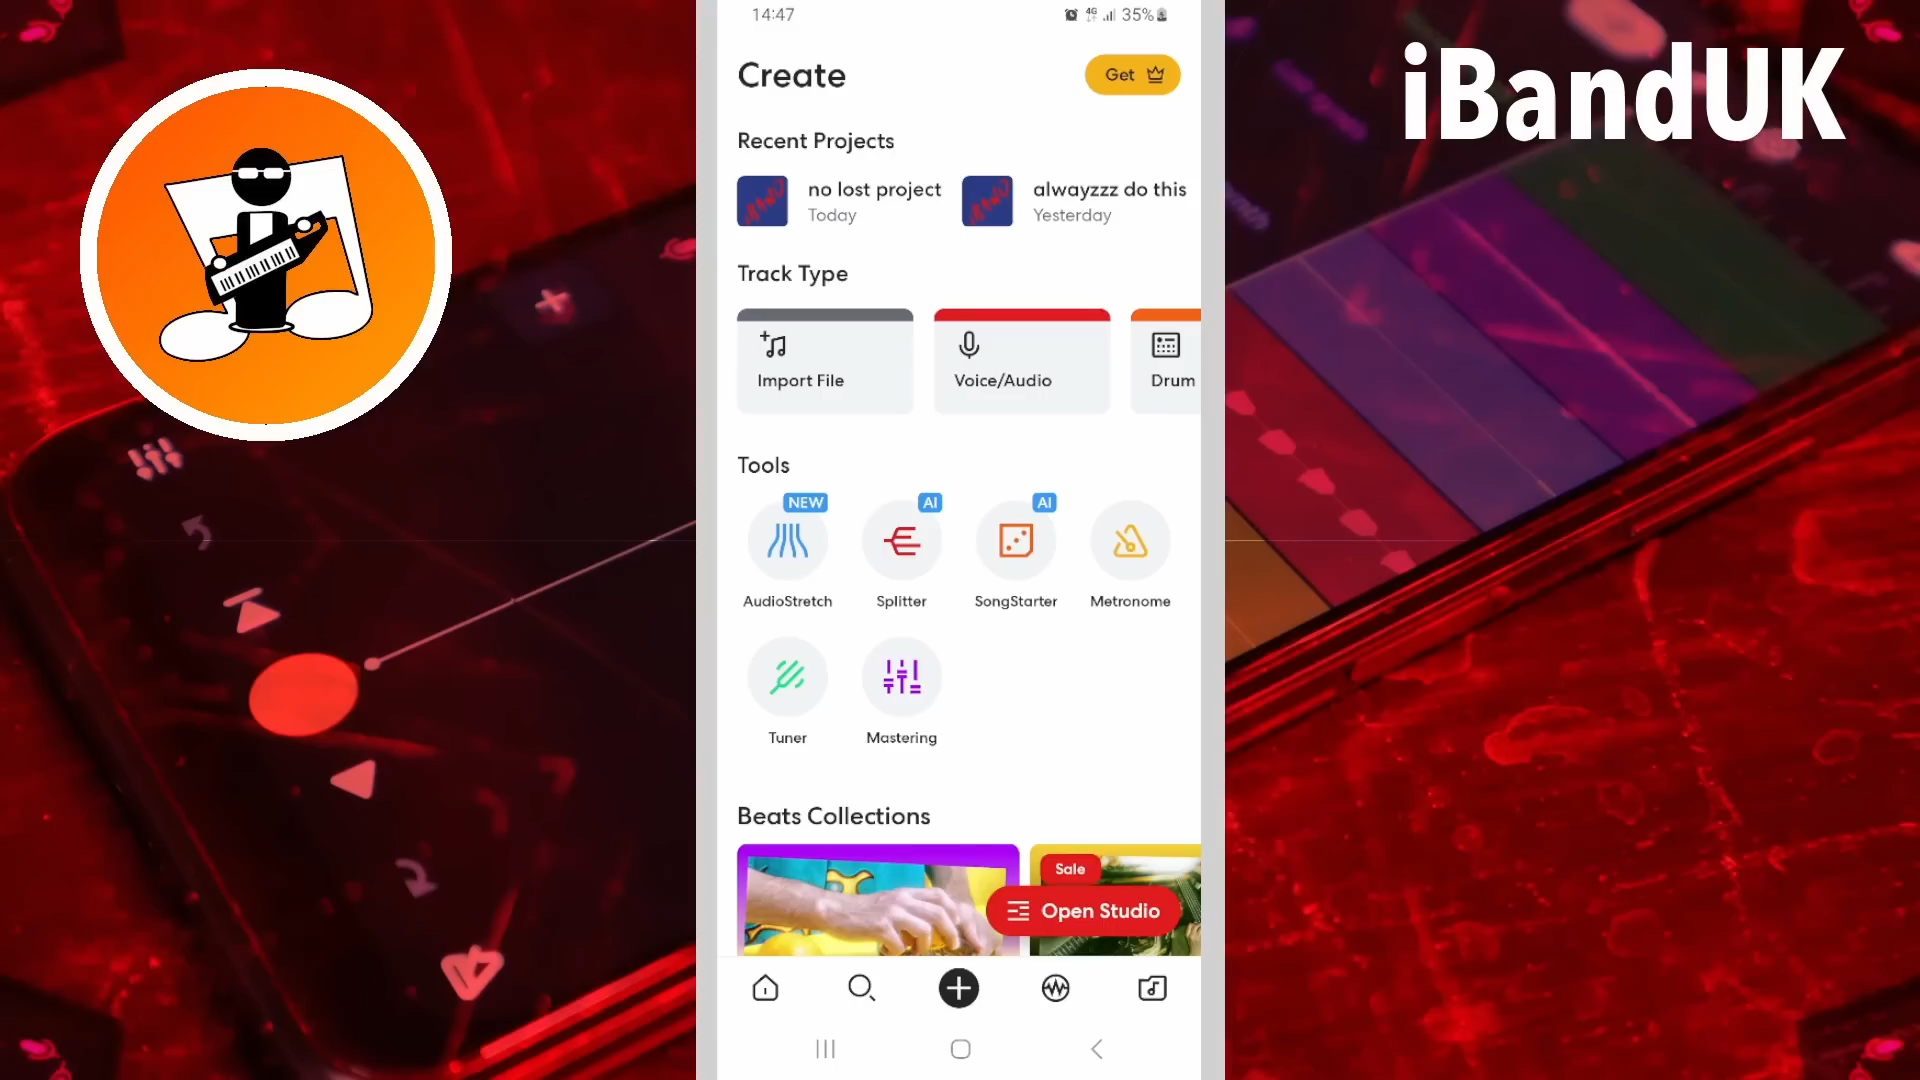 14:47
4G
35%
iBandUK
Create
Get
Recent Projects
no lost project
Today
alwayzzz do this
Yesterday
Track Type
Import File
Voice/Audio
Drum
Tools
NEW
AI
AI
AudioStretch
Splitter
SongStarter
Metronome
Tuner
Mastering
Beats Collections
Sale
Open Studio